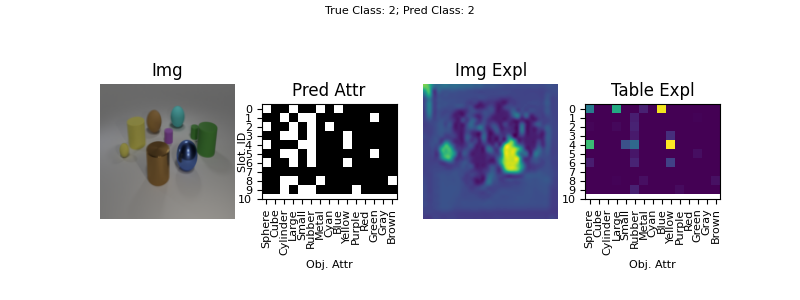 True Class: 2; Pred Class: 2
Img
Pred Attr
Img Expl
Table Expl
Slot. ID
0
1
2
3
4
5
6
7
8
9
10
Sphere
Cube
Cylinder
Large
Small
Rubber
Metal
Cyan
Blue
Yellow
Purple
Red
Green
Gray
Brown
Obj. Attr
0
1
2
3
4
5
6
7
8
9
10
Sphere
Cube
Cylinder
Large
Small
Rubber
Metal
Cyan
Blue
Yellow
Purple
Red
Green
Gray
Brown
Obj. Attr